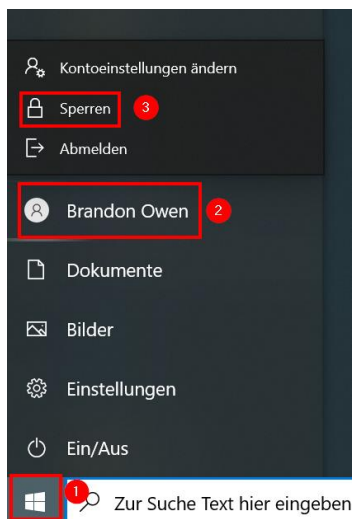 Kontoeinstellungen ändern
Sperren 3
Abmelden
Brandon Owen 2
Dokumente
Bilder
Einstellungen
Ein/Aus
1 Zur Suche Text hier eingeben